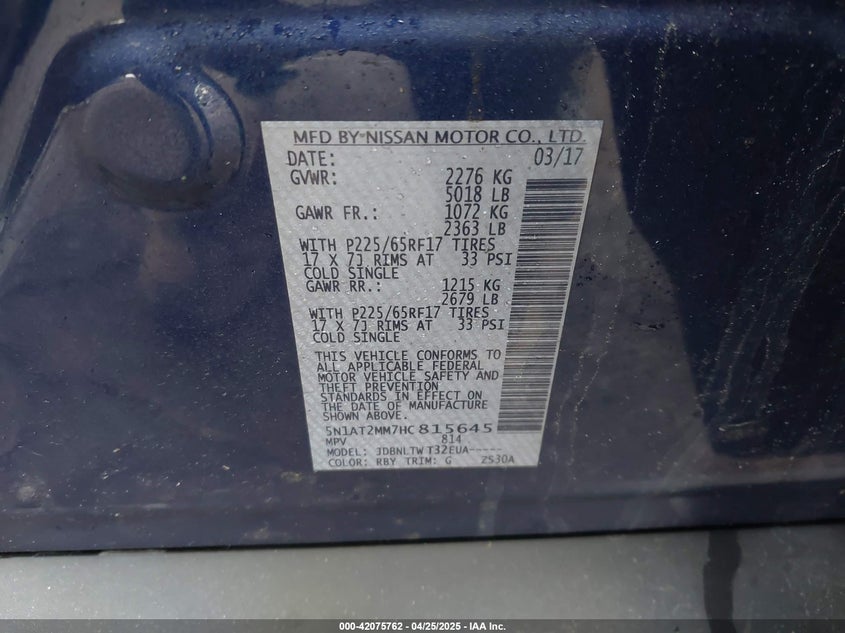 MFD BY NISSAN MOTOR CO., LTD.
DATE: 03/17
GVWR: 2276 KG
5018 LB
GAWR FR.: 1072 KG
2363 LB
WITH P225/65RF17 TIRES
17 X 7J RIMS AT 33 PSI
COLD SINGLE
GAWR RR.: 1215 KG
2679 LB
WITH P225/65RF17 TIRES
17 X 7J RIMS AT 33 PSI
COLD SINGLE
THIS VEHICLE CONFORMS TO
ALL APPLICABLE FEDERAL
MOTOR VEHICLE SAFETY AND
THEFT PREVENTION
STANDARDS IN EFFECT ON
THE DATE OF MANUFACTURE
SHOWN ABOVE.
5N1AT2MM7HC815645
MPV 814
MODEL: JDBNLTW T32EUA-----
COLOR: RBY TRIM: G ZS30A
000-42075762 - 04/25/2025 - IAA Inc.